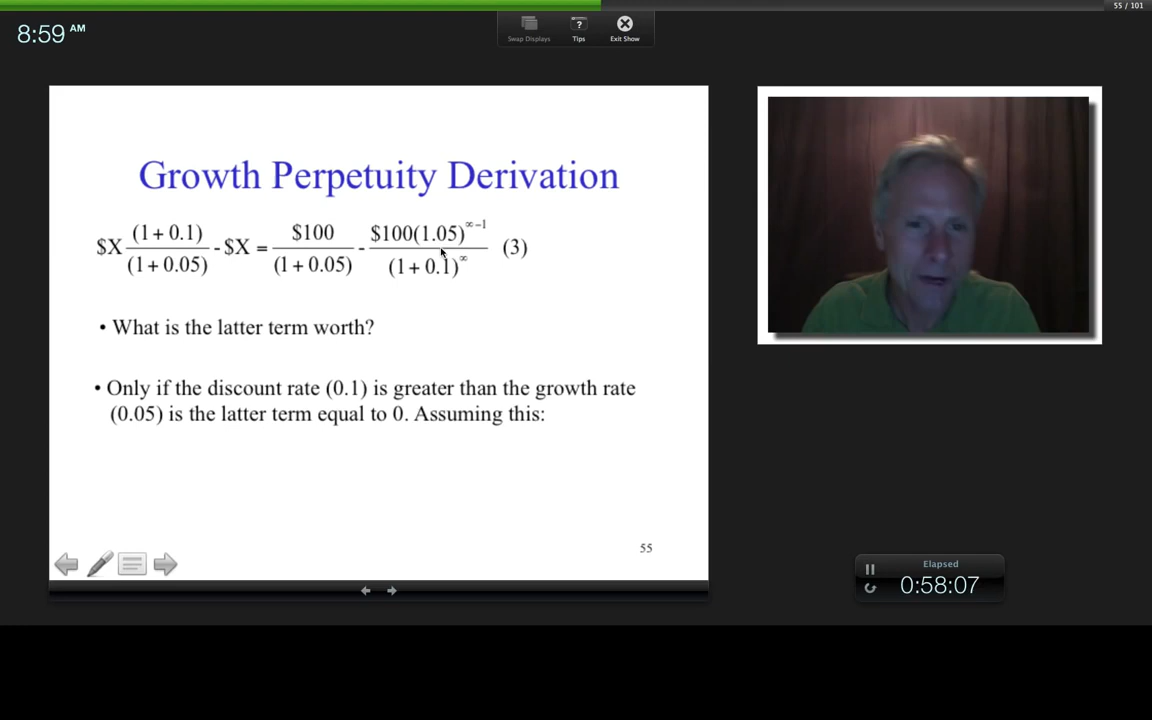 55 / 101
8:59 AM
Swap Displays
?
Tips
Exit Show
Growth Perpetuity Derivation
$X (1 + 0.1)/(1 + 0.05) - $X = $100/(1 + 0.05) - $100(1.05)^∞−1/(1 + 0.1)^∞ (3)
• What is the latter term worth?
• Only if the discount rate (0.1) is greater than the growth rate
(0.05) is the latter term equal to 0. Assuming this:
55
Elapsed
0:58:07